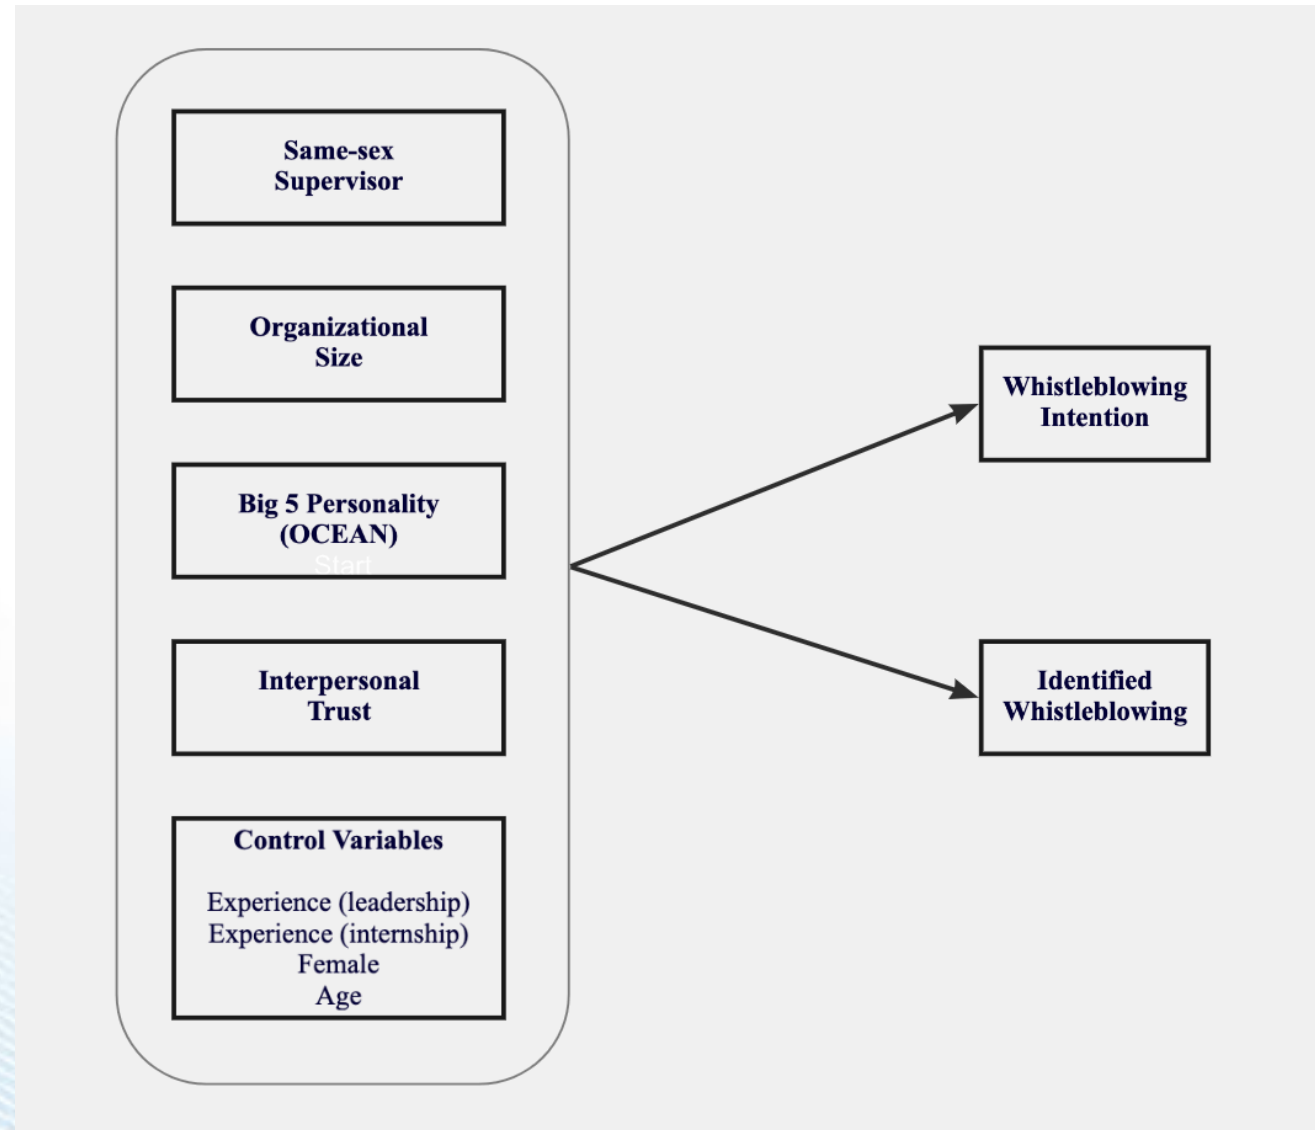 Same-sex
Supervisor
Organizational
Size
Big 5 Personality
(OCEAN)
Start
Interpersonal
Trust
Control Variables
Experience (leadership)
Experience (internship)
Female
Age
Whistleblowing
Intention
Identified
Whistleblowing